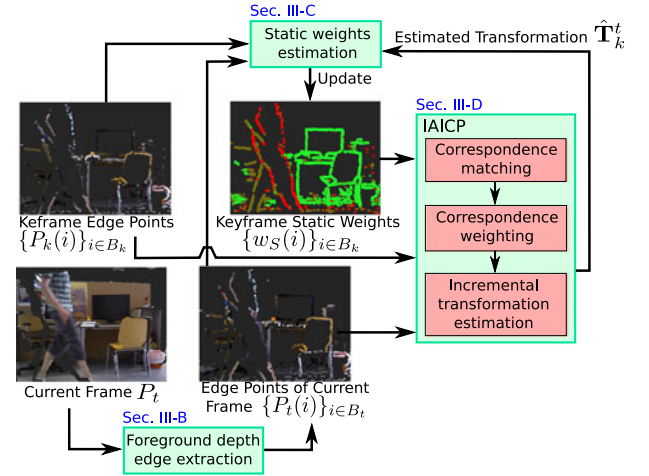 Sec. III-C
Static weights
estimation
Estimated Transformation $\hat{\mathbf{T}}_k^t$
Update
Sec. III-D
IAICP
Correspondence
matching
Correspondence
weighting
Incremental
transformation
estimation
Keframe Edge Points
$\{P_k(i)\}_{i \in B_k}$
Keyframe Static Weights
$\{w_S(i)\}_{i \in B_k}$
Current Frame $P_t$
Edge Points of Current
Frame $\{P_t(i)\}_{i \in B_t}$
Sec. III-B
Foreground depth
edge extraction